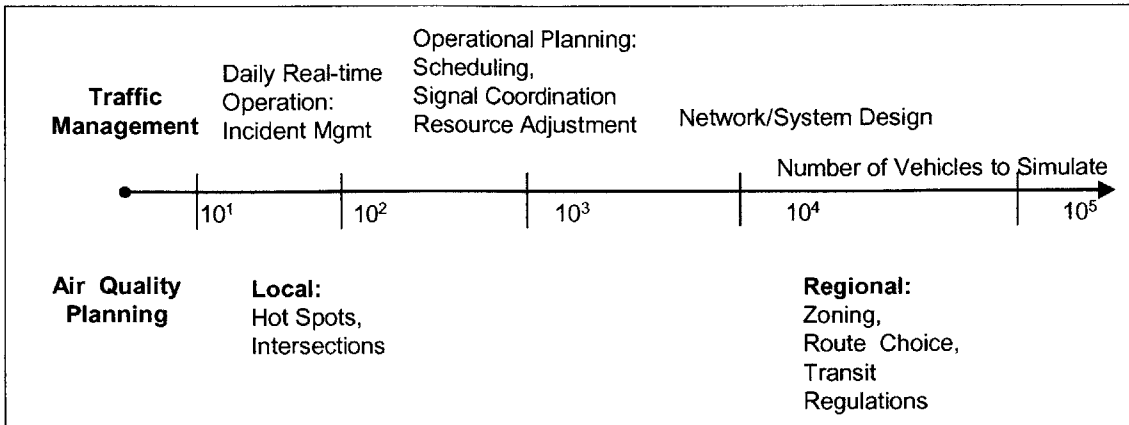 Traffic
Management
Daily Real-time
Operation:
Incident Mgmt
Operational Planning:
Scheduling,
Signal Coordination
Resource Adjustment
Network/System Design
Number of Vehicles to Simulate
10¹ 10² 10³ 10⁴ 10⁵
Air Quality
Planning
Local:
Hot Spots,
Intersections
Regional:
Zoning,
Route Choice,
Transit
Regulations